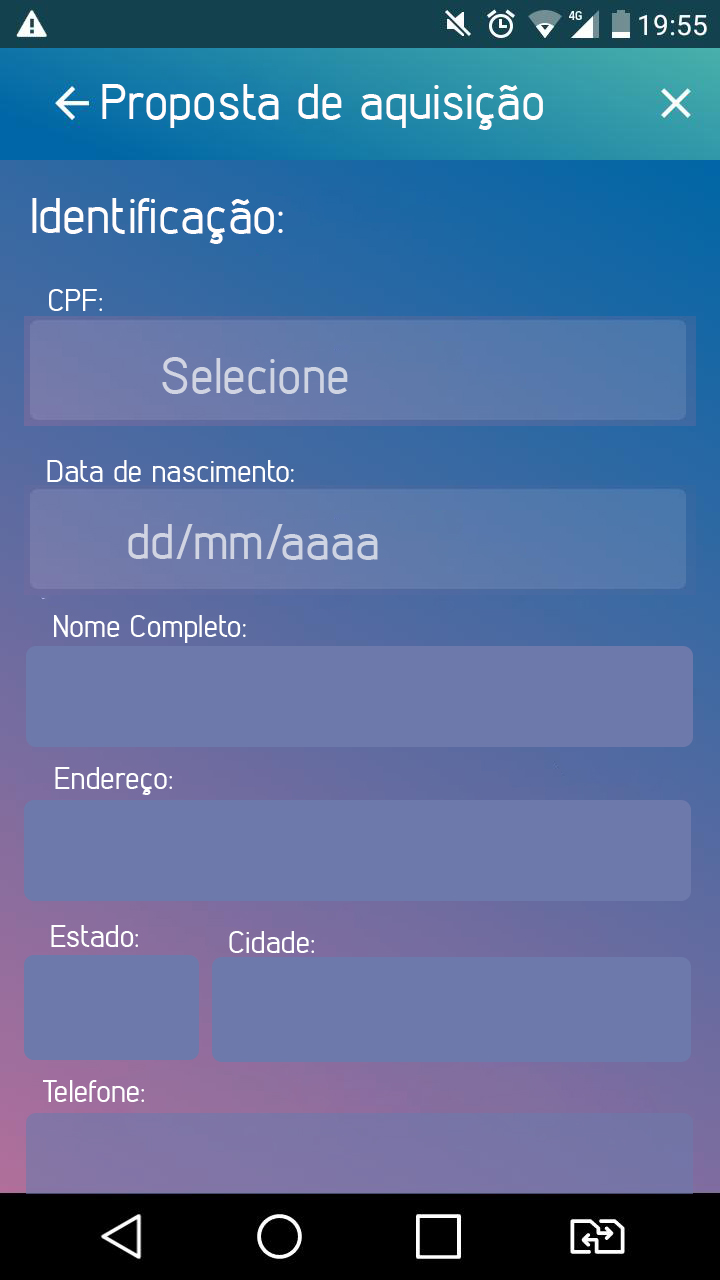 4G 19:55
Proposta de aquisição
Identificação:
CPF:
Selecione
Data de nascimento:
dd/mm/aaaa
Nome Completo:
Endereço:
Estado: Cidade:
Telefone: